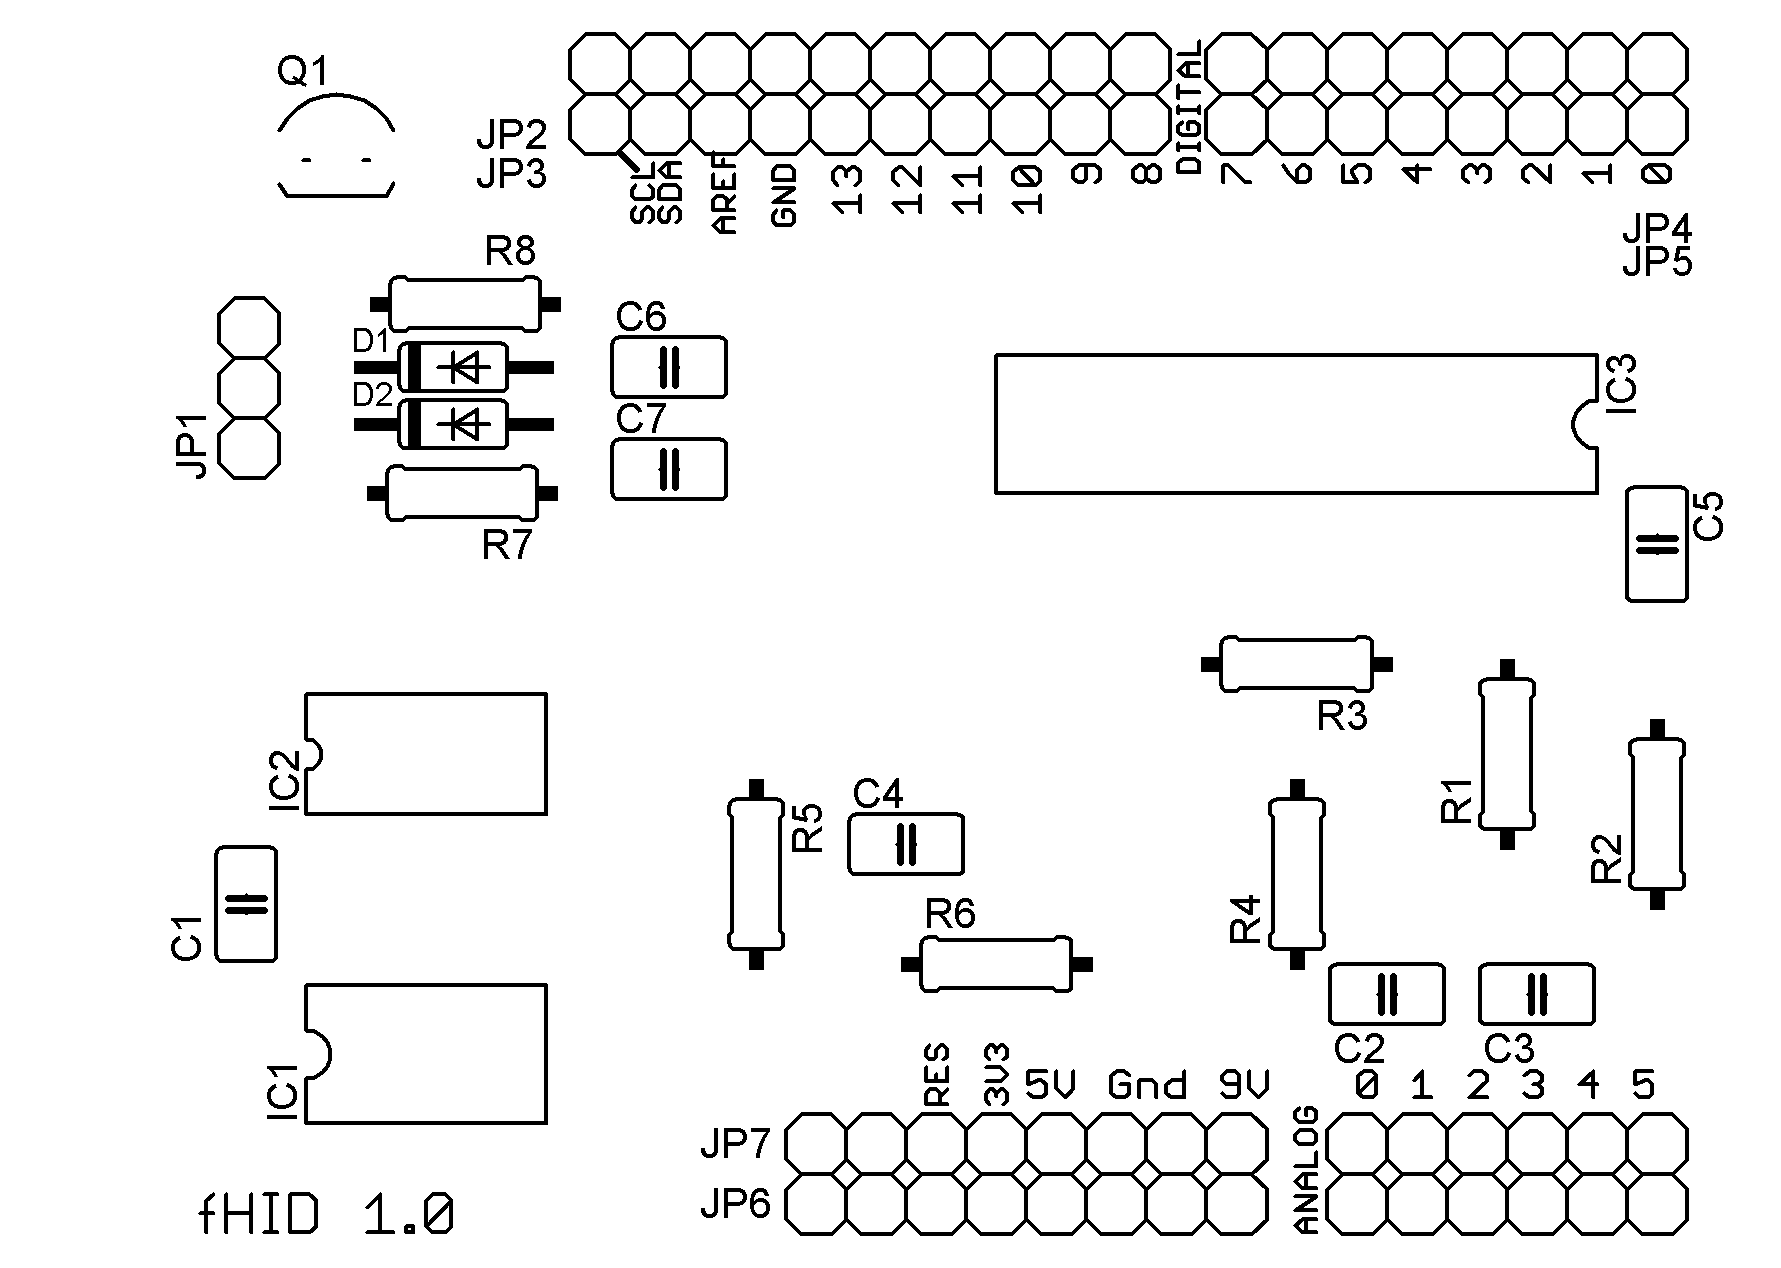 Q1
JP2
JP3
SCL
SDA
AREF
GND
13
12
11
10
9
8
DIGITAL
7
6
5
4
3
2
1
0
JP4
JP5
R8
D1
D2
C6
C7
JP1
R7
IC3
C5
R3
R1
R2
IC2
R5
C4
R4
C1
R6
C2
C3
IC1
RES
3V3
5V
Gnd
9V
0 1 2 3 4 5
JP7
JP6
ANALOG
fHID 1.0